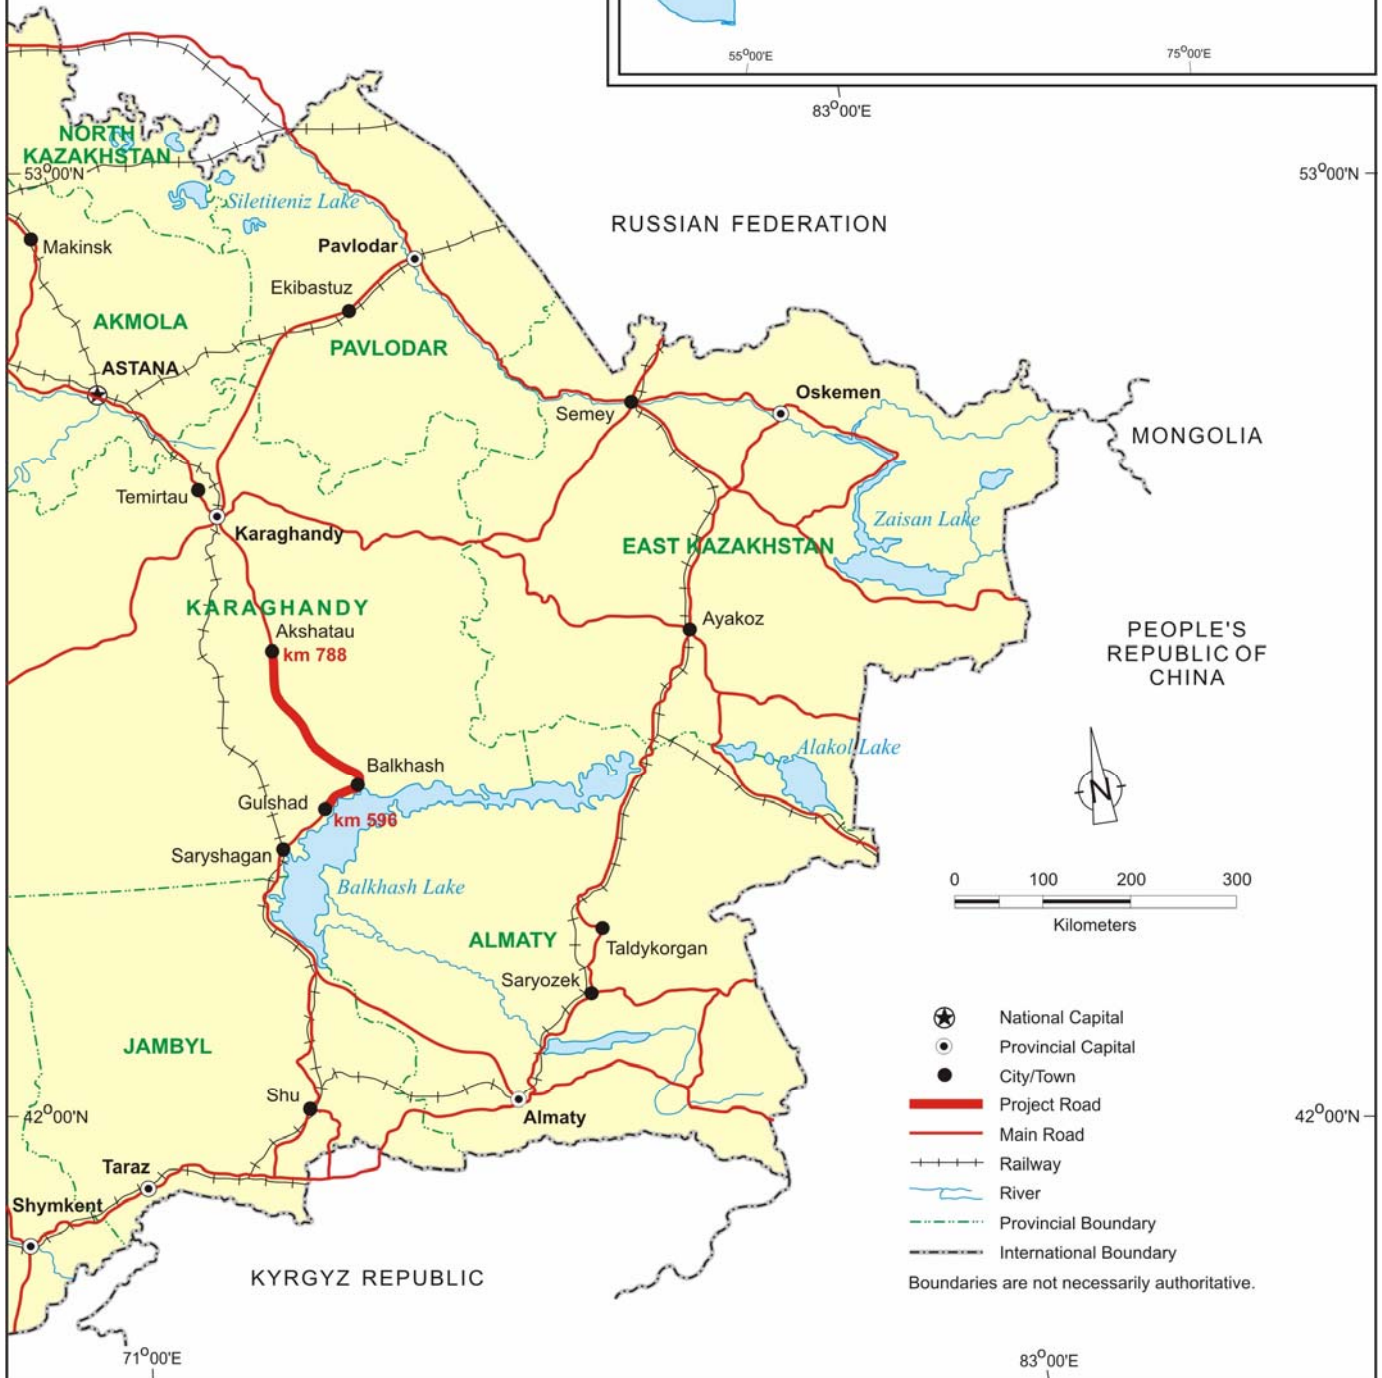 55°00'E
75°00'E
83°00'E
NORTH
KAZAKHSTAN
53°00'N
53°00'N
Siletiteniz Lake
RUSSIAN FEDERATION
Makinsk
Pavlodar
Ekibastuz
AKMOLA
PAVLODAR
ASTANA
Oskemen
Semey
MONGOLIA
Temirtau
Zaisan Lake
Karaghandy
EAST KAZAKHSTAN
KARAGHANDY
Ayakoz
Akshatau
km 788
PEOPLE'S
REPUBLIC OF
CHINA
Alakol Lake
Balkhash
N
Gulshad
km 596
Saryshagan
Balkhash Lake
0 100 200 300
Kilometers
ALMATY
Taldykorgan
Saryozek
National Capital
JAMBYL
Provincial Capital
City/Town
Shu
Project Road
42°00'N
Almaty
42°00'N
Main Road
Taraz
Railway
Shymkent
River
Provincial Boundary
International Boundary
KYRGYZ REPUBLIC
Boundaries are not necessarily authoritative.
71°00'E
83°00'E